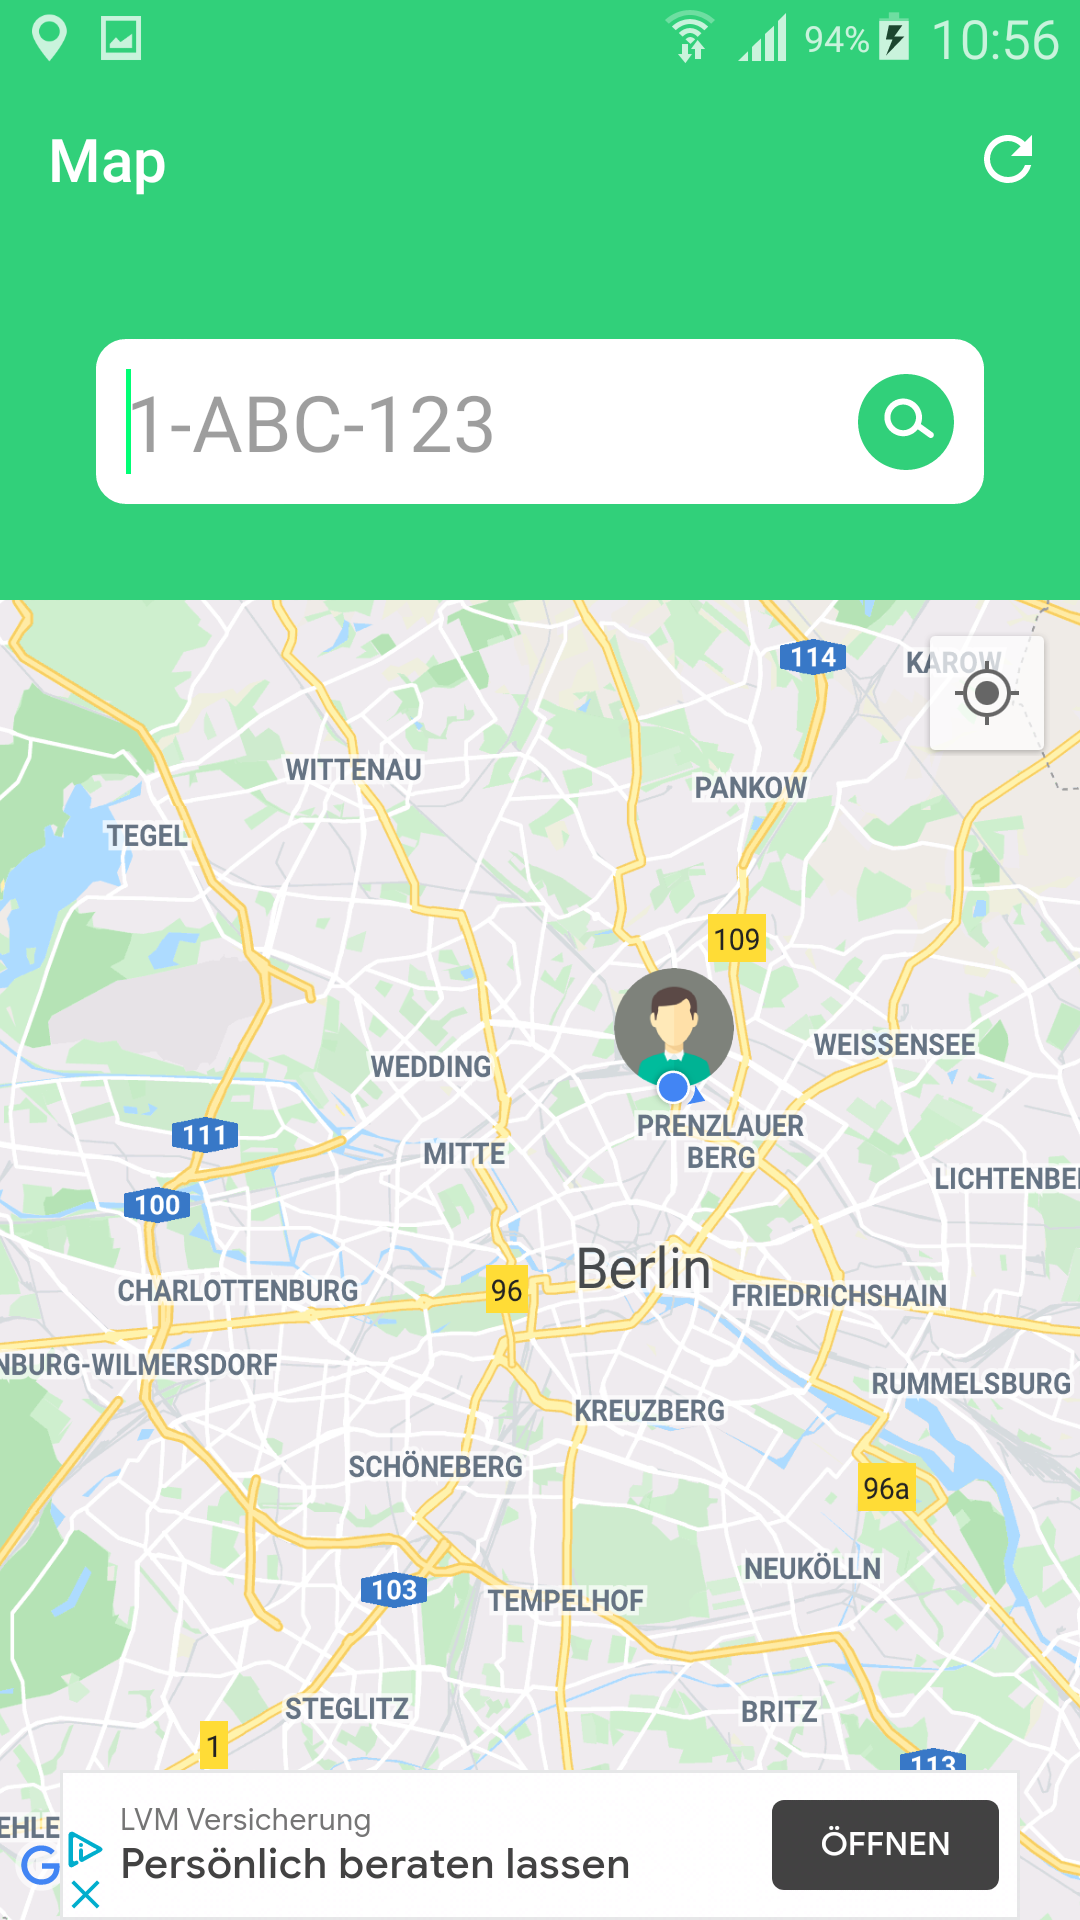 94% 10:56
Map
1-ABC-123
114
KAROW
WITTENAU
PANKOW
TEGEL
109
WEISSENSEE
WEDDING
PRENZLAUER
BERG
111
MITTE
LICHTENBE
100
Berlin
CHARLOTTENBURG
96
FRIEDRICHSHAIN
NBURG-WILMERSDORF
RUMMELSBURG
KREUZBERG
SCHÖNEBERG
96a
NEUKÖLLN
103
TEMPELHOF
STEGLITZ
BRITZ
1
113
EHLE
G
LVM Versicherung
Persönlich beraten lassen
ÖFFNEN